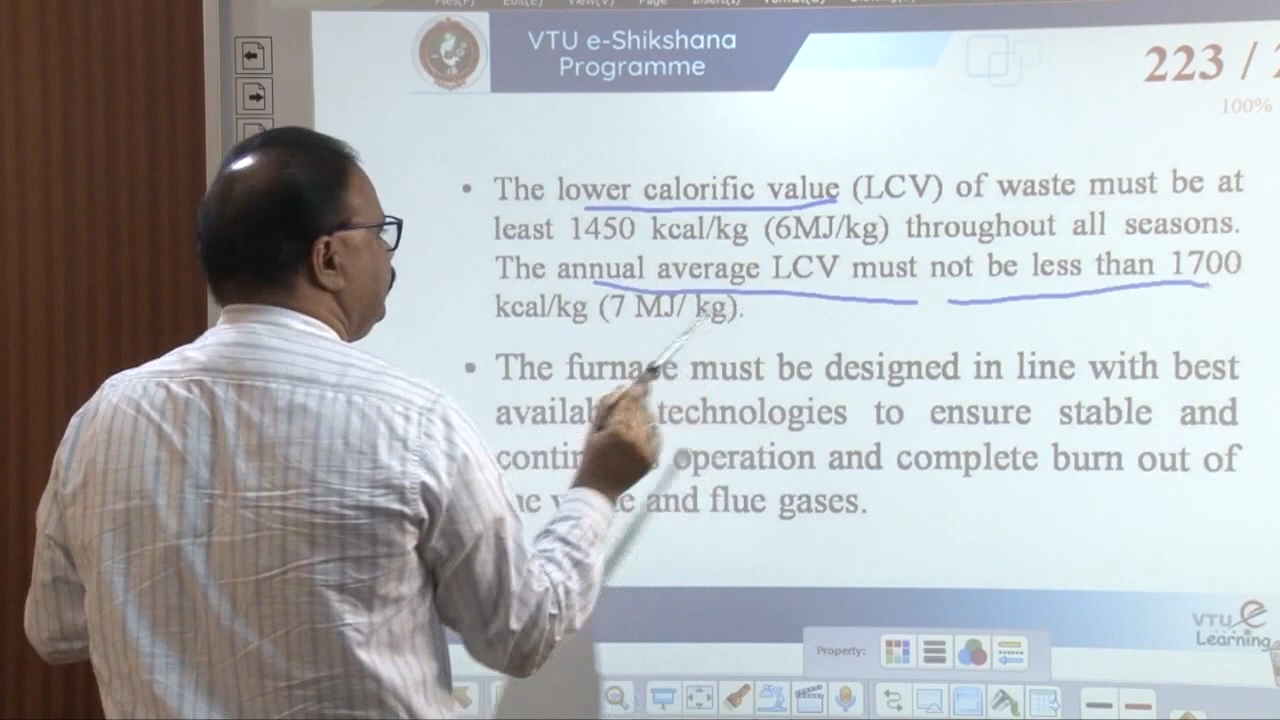 VTU e-Shikshana
Programme
223 /
100%
• The lower calorific value (LCV) of waste must be at
least 1450 kcal/kg (6MJ/kg) throughout all seasons.
The annual average LCV must not be less than 1700
kcal/kg (7 MJ/ kg).
• The furnace must be designed in line with best
technologies to ensure stable and
operation and complete burn out of
and flue gases.
VTU e
Learning
Property: